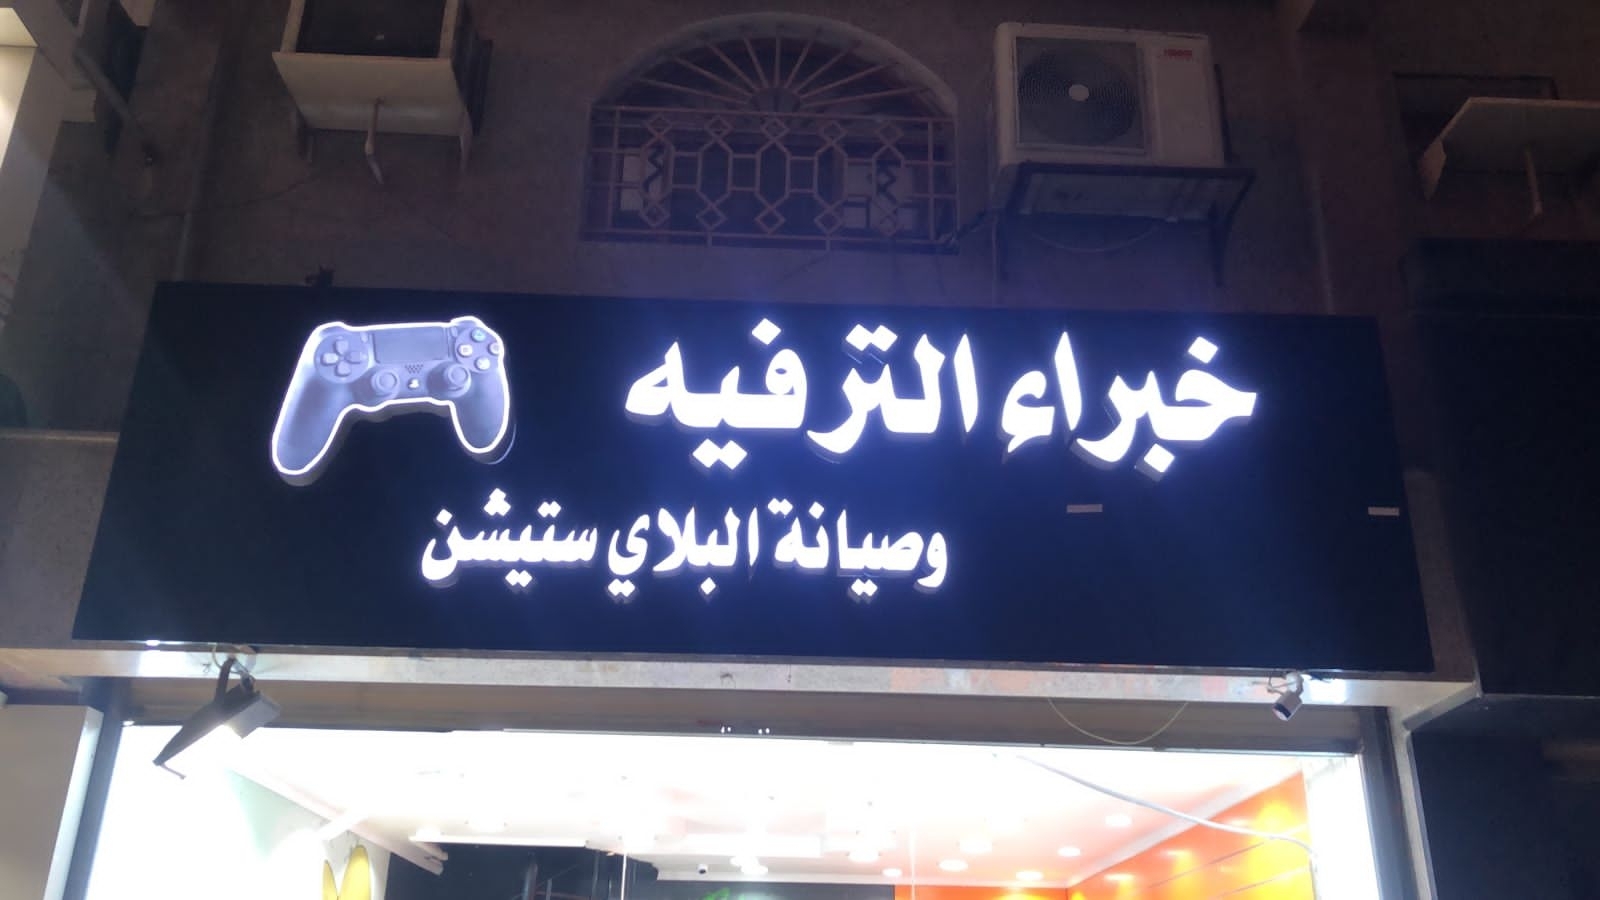 خبراء الترفيه
وصيانة البلاي ستيشن